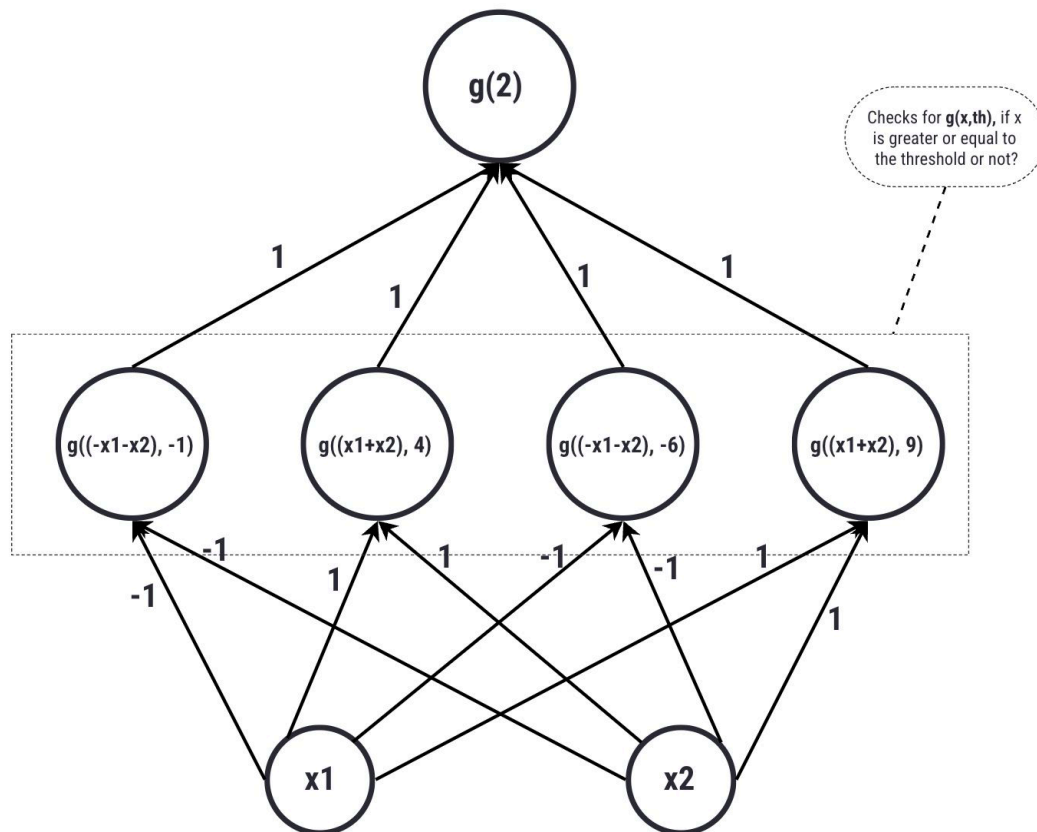 g(2)
Checks for g(x,th), if x
is greater or equal to
the threshold or not?
1
1
1
1
g((-x1-x2), -1)
g((x1+x2), 4)
g((-x1-x2), -6)
g((x1+x2), 9)
-1
-1
1
1
-1
-1
1
1
x1
x2